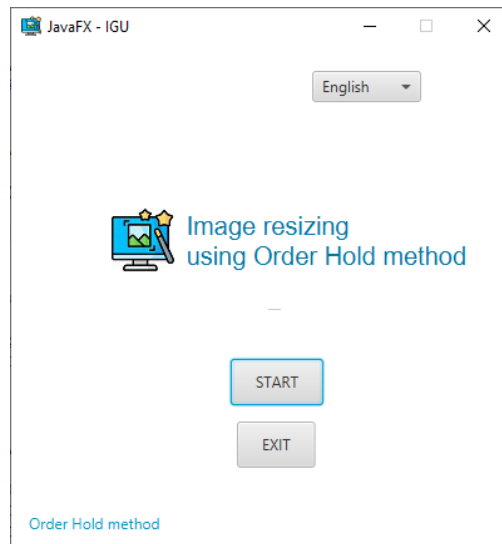 JavaFX - IGU
English
Image resizing
using Order Hold method
START
EXIT
Order Hold method